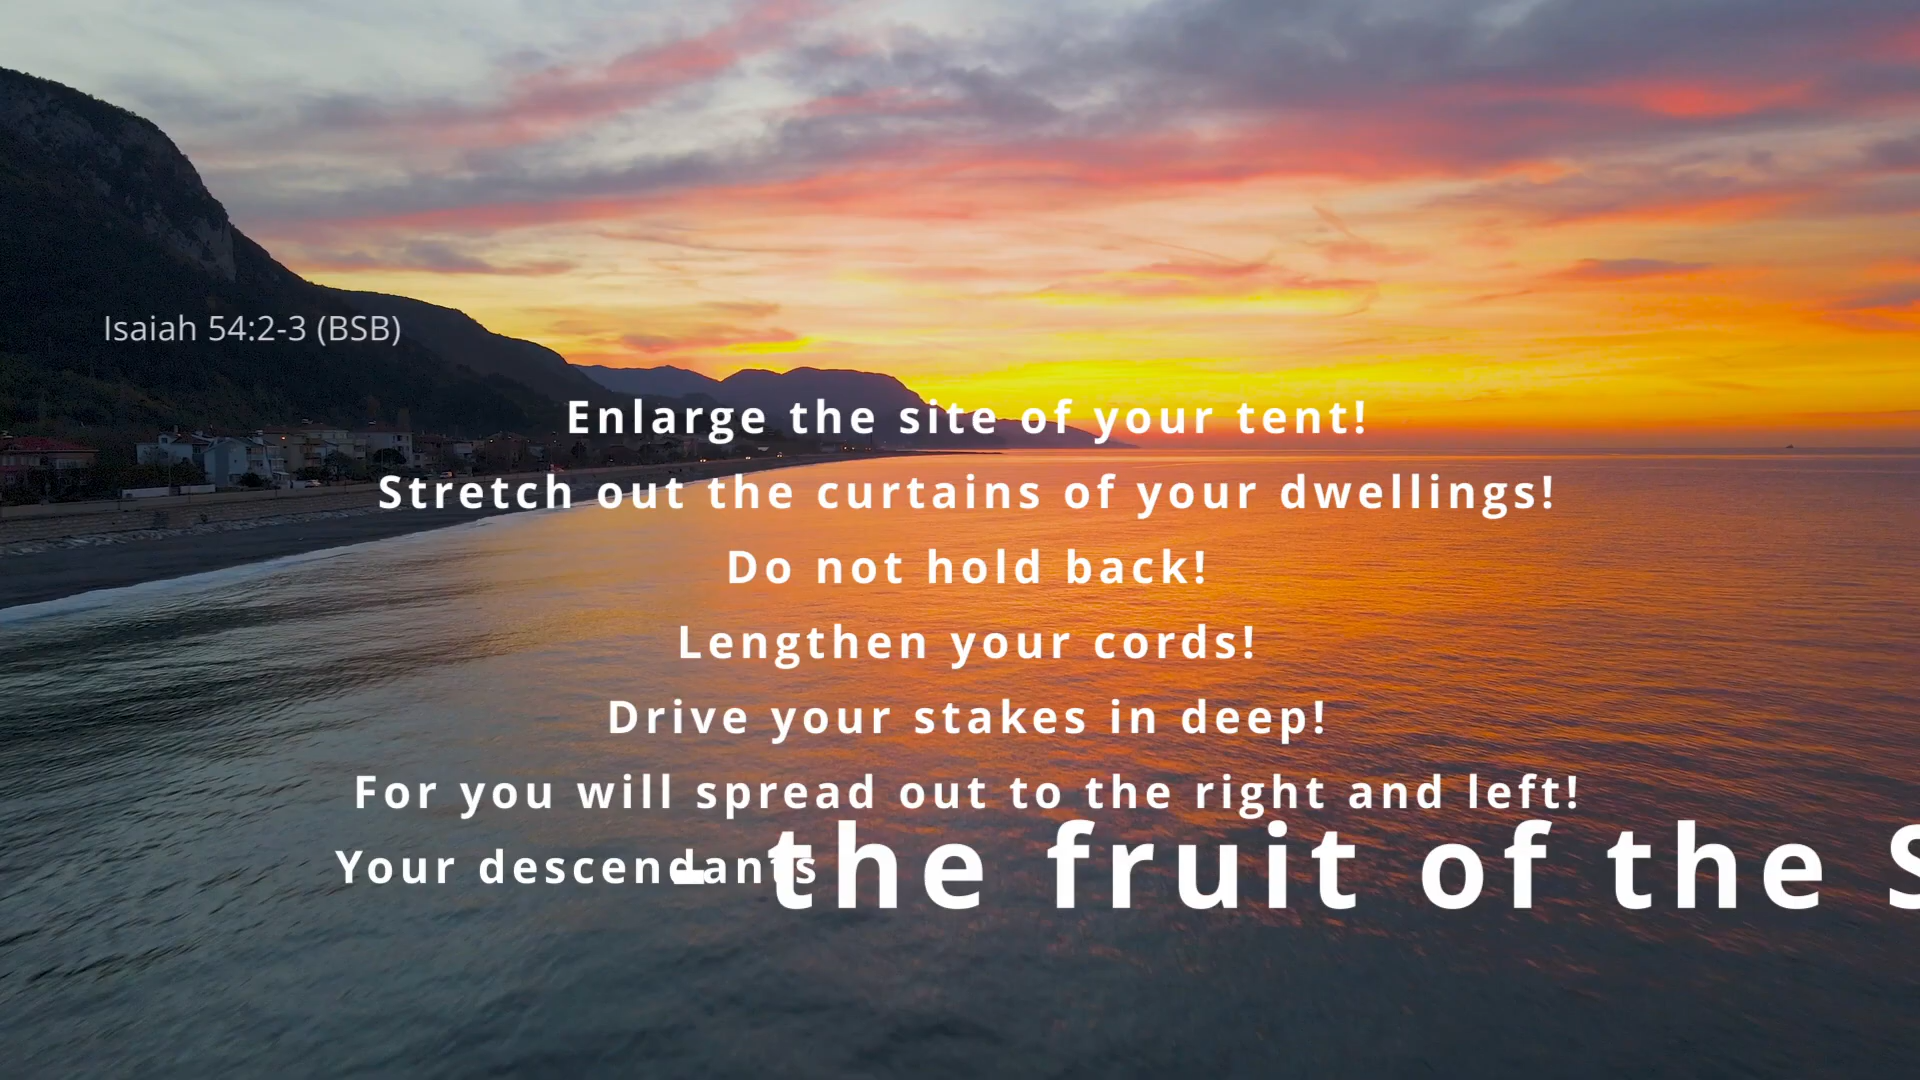 Isaiah 54:2-3 (BSB)
Enlarge the site of your tent!
Stretch out the curtains of your dwellings!
Do not hold back!
Lengthen your cords!
Drive your stakes in deep!
For you will spread out to the right and left!
Your descendants
- the fruit of the S